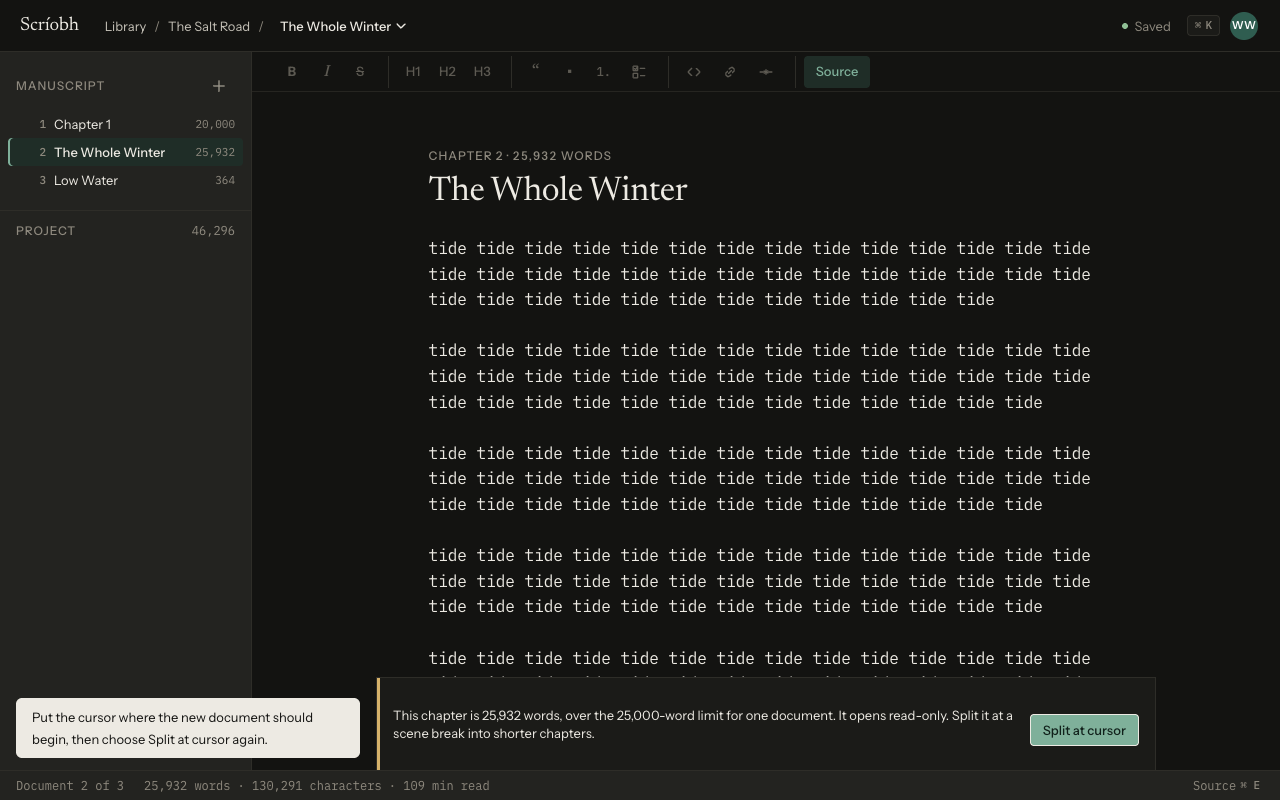 Scríobh
Library / The Salt Road / The Whole Winter
Saved
⌘ K
WW
MANUSCRIPT
1 Chapter 1 20,000
2 The Whole Winter 25,932
3 Low Water 364
PROJECT 46,296
B I S H1 H2 H3 “ 1. Source
CHAPTER 2 · 25,932 WORDS
The Whole Winter
tide tide tide tide tide tide tide tide tide tide tide tide tide tide
tide tide tide tide tide tide tide tide tide tide tide tide tide tide
tide tide tide tide tide tide tide tide tide tide tide tide
tide tide tide tide tide tide tide tide tide tide tide tide tide tide
tide tide tide tide tide tide tide tide tide tide tide tide tide tide
tide tide tide tide tide tide tide tide tide tide tide tide tide
tide tide tide tide tide tide tide tide tide tide tide tide tide tide
tide tide tide tide tide tide tide tide tide tide tide tide tide tide
tide tide tide tide tide tide tide tide tide tide tide tide tide
tide tide tide tide tide tide tide tide tide tide tide tide tide tide
tide tide tide tide tide tide tide tide tide tide tide tide tide tide
tide tide tide tide tide tide tide tide tide tide tide tide tide
tide tide tide tide tide tide tide tide tide tide tide tide tide tide
Put the cursor where the new document should
begin, then choose Split at cursor again.
This chapter is 25,932 words, over the 25,000-word limit for one document. It opens read-only. Split it at a
scene break into shorter chapters.
Split at cursor
Document 2 of 3 25,932 words · 130,291 characters · 109 min read
Source ⌘ E